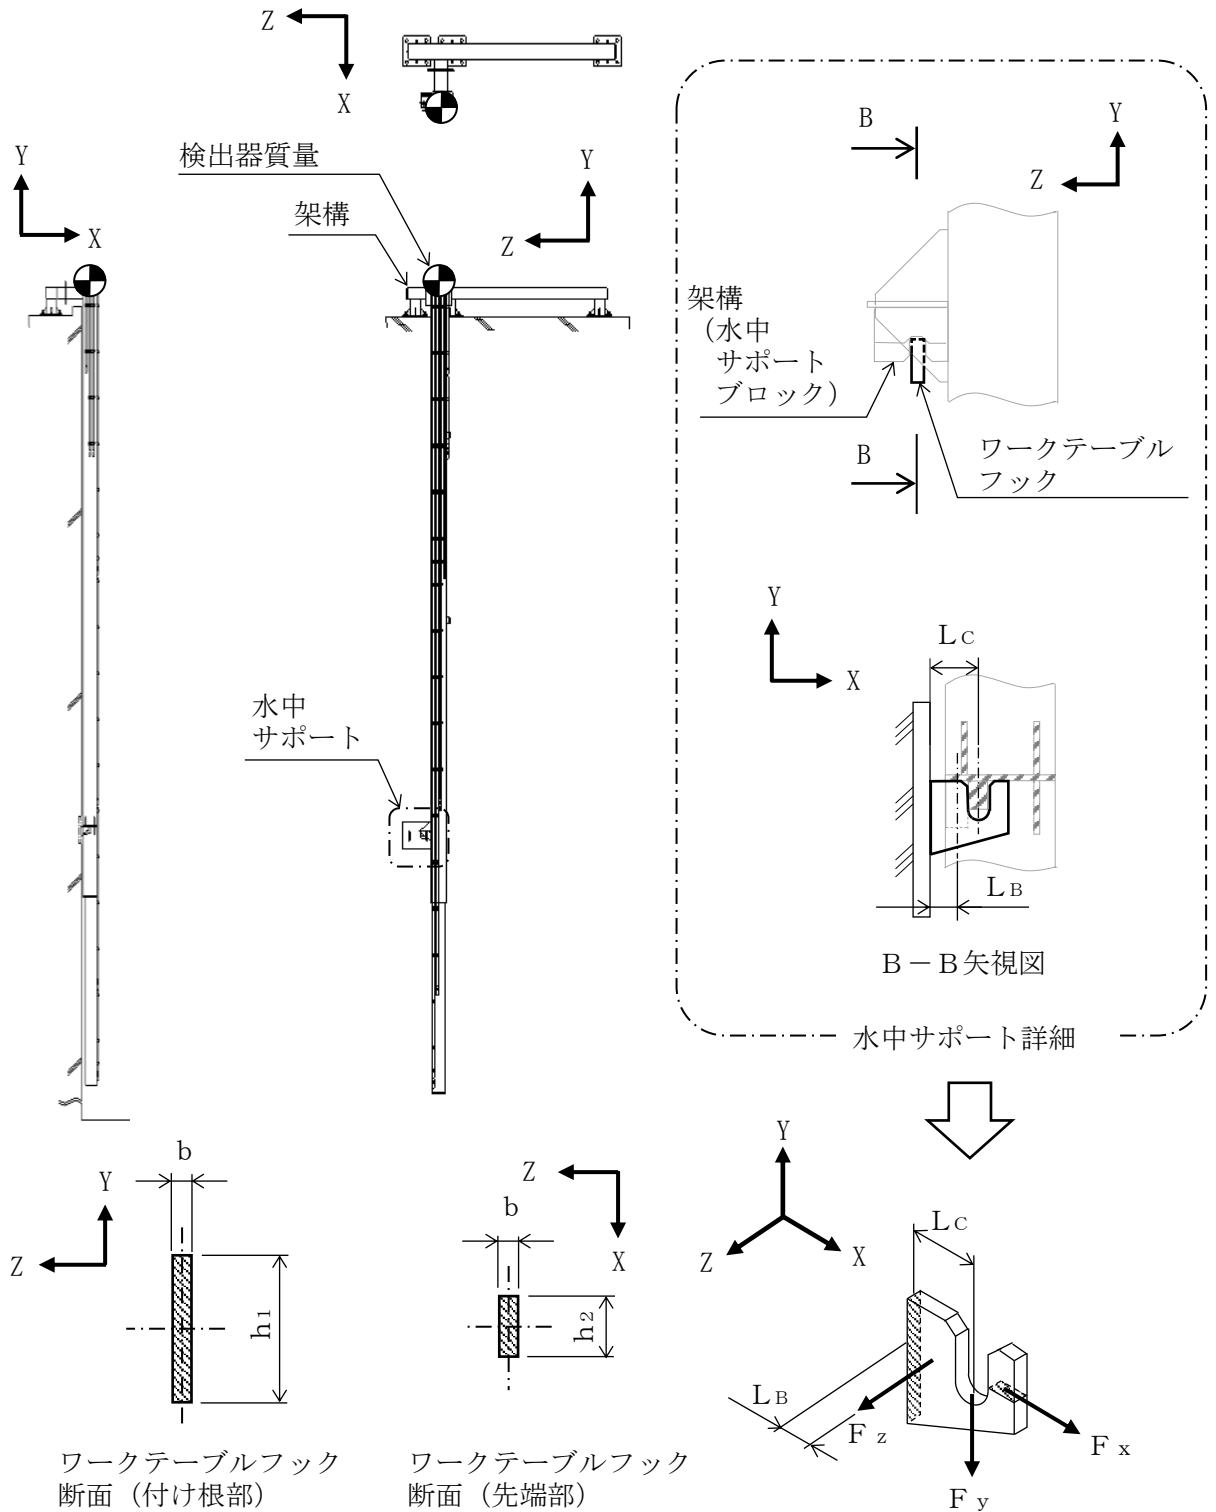 Z
X
検出器質量
架構
Y
X
Y
Z
B
Y
Z
架構
（水中
サポート
ブロック）
B
ワークテーブル
フック
Y
X
LC
LB
B－B矢視図
水中サポート詳細
水中
サポート
b
Y
Z
h1
ワークテーブルフック
断面（付け根部）
Z
X
b
h2
ワークテーブルフック
断面（先端部）
Y
Z
X
LC
LB
Fz
Fx
Fy